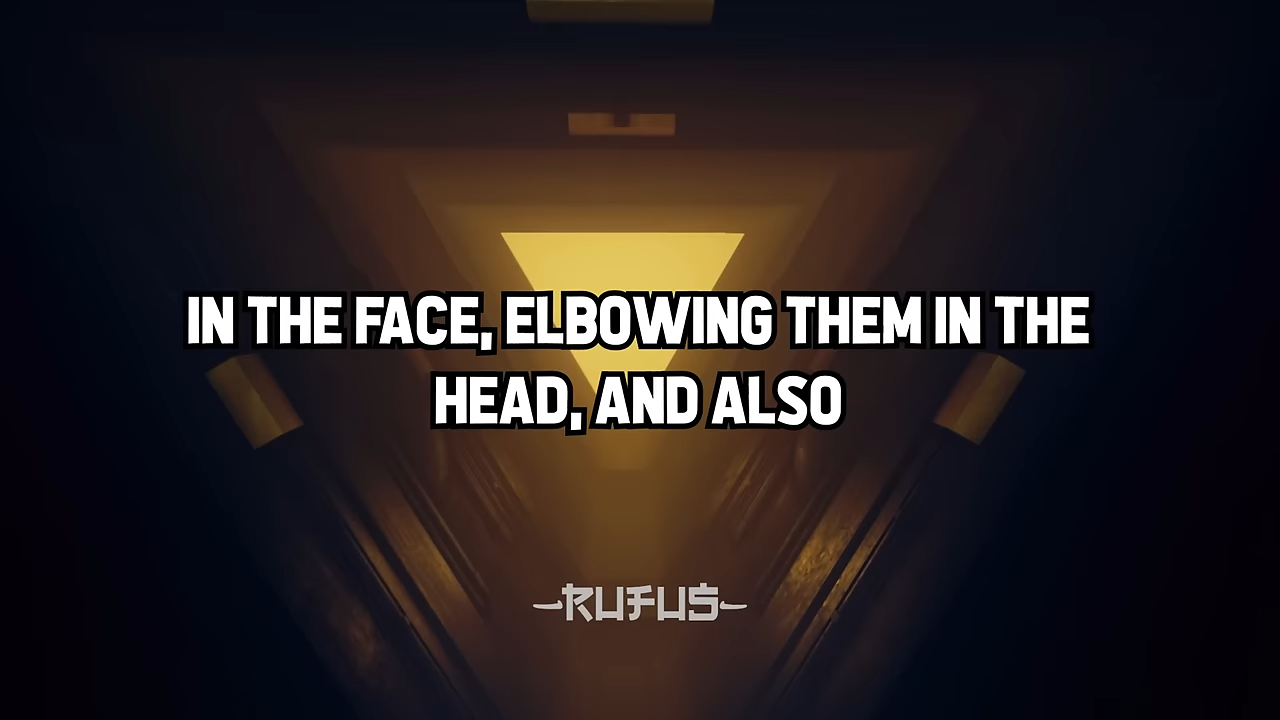 IN THE FACE, ELBOWING THEM IN THE
HEAD, AND ALSO
RUFUS